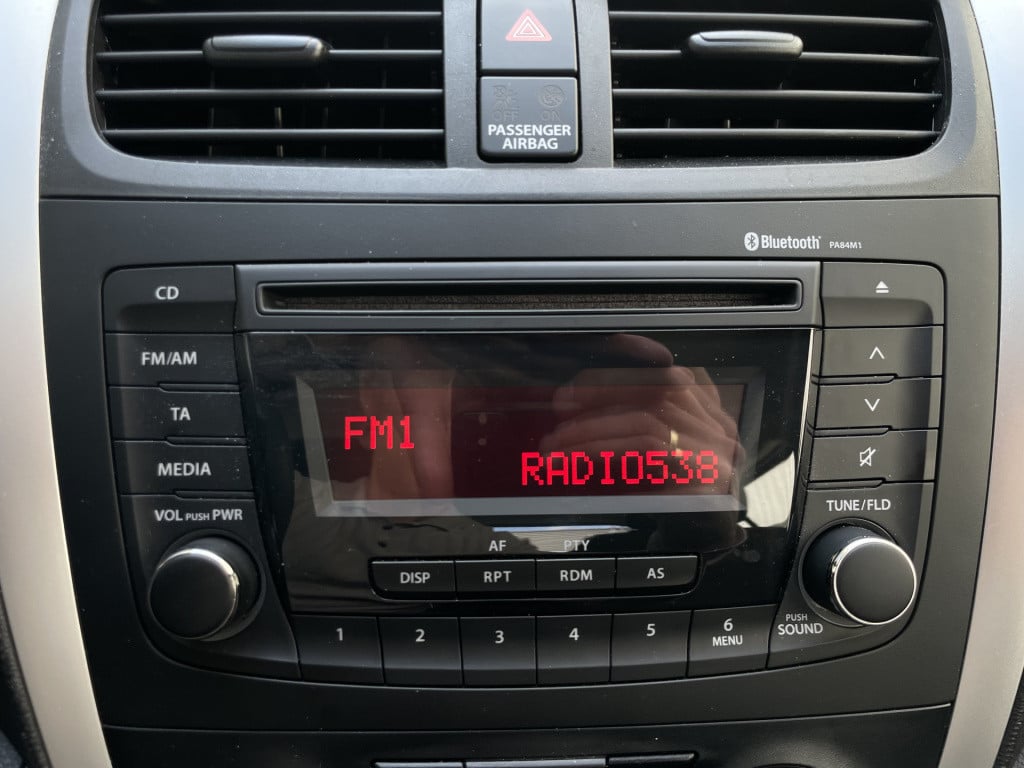 OFF ON
PASSENGER
AIRBAG
Bluetooth PA84M1
CD
FM/AM
TA
MEDIA
VOL PUSH PWR
FM1
RADIO538
TUNE/FLD
AF PTY
DISP RPT RDM AS
1 2 3 4 5 6
MENU
PUSH
SOUND